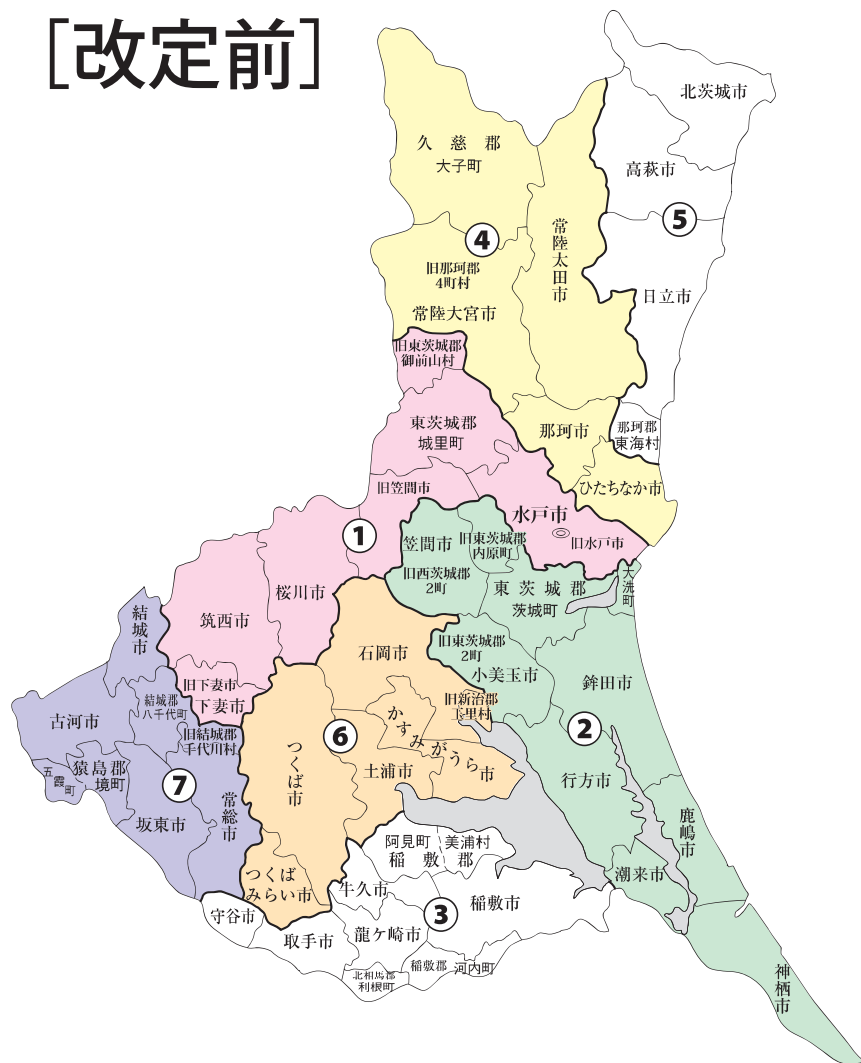 [改定前]
北茨城市
久慈郡
大子町
高萩市
⑤
常陸太田市
④
旧那珂郡
4町村
日立市
常陸大宮市
旧東茨城郡
御前山村
東茨城郡
城里町
那珂市
那珂郡
東海村
ひたちなか市
旧笠間市
水戸市
旧水戸市
①
笠間市
旧東茨城郡
内原町
旧西茨城郡
2町
東茨城郡
茨城町
大洗町
桜川市
筑西市
結城市
石岡市
旧東茨城郡
2町
小美玉市
鉾田市
旧下妻市
下妻市
結城郡
八千代町
旧新治郡
玉里村
古河市
旧結城郡
千代川村
かすみがうら市
⑥
②
つくば市
猿島郡
境町
五霞町
⑦
土浦市
行方市
常総市
坂東市
鹿嶋市
阿見町
美浦村
稲敷郡
つくば
みらい市
潮来市
牛久市
稲敷市
③
守谷市
取手市
龍ケ崎市
稲敷郡
河内町
北相馬郡
利根町
神栖市